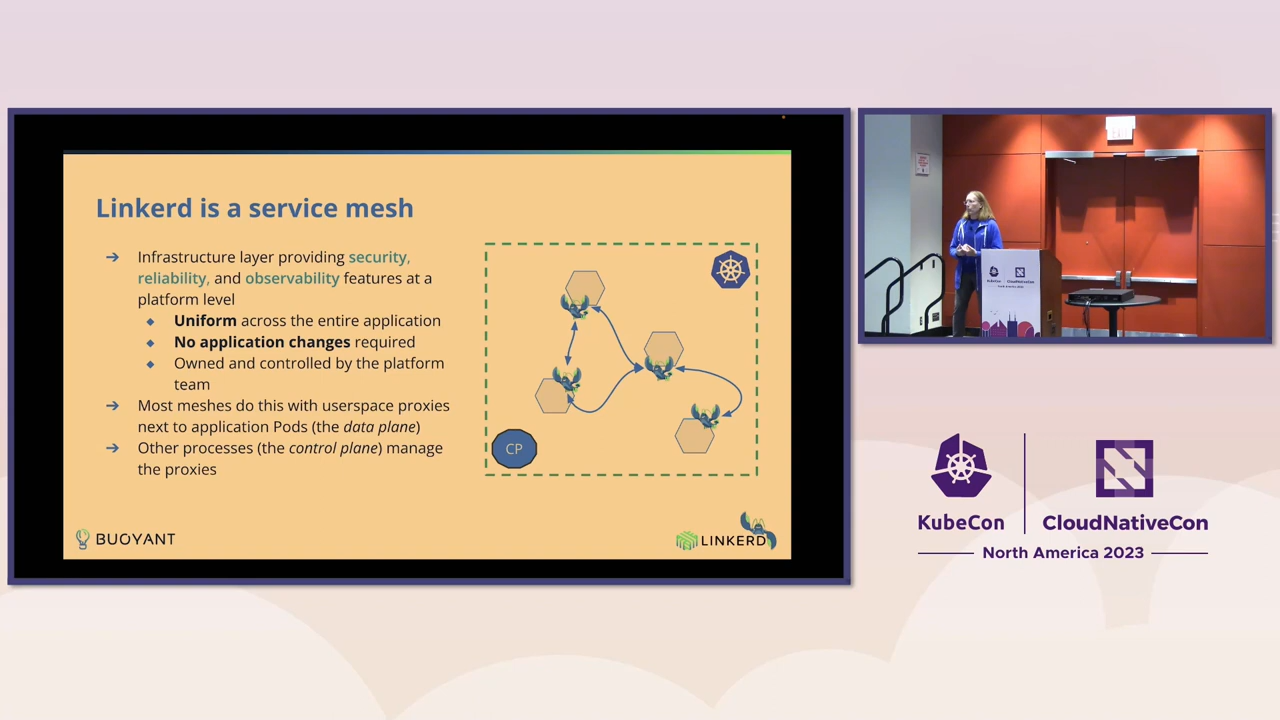 Linkerd is a service mesh
➔ Infrastructure layer providing security,
reliability, and observability features at a
platform level
◆ Uniform across the entire application
◆ No application changes required
◆ Owned and controlled by the platform
team
➔ Most meshes do this with userspace proxies
next to application Pods (the data plane)
➔ Other processes (the control plane) manage
the proxies
CP
BUOYANT
LINKERD
KubeCon
CloudNativeCon
North America 2023